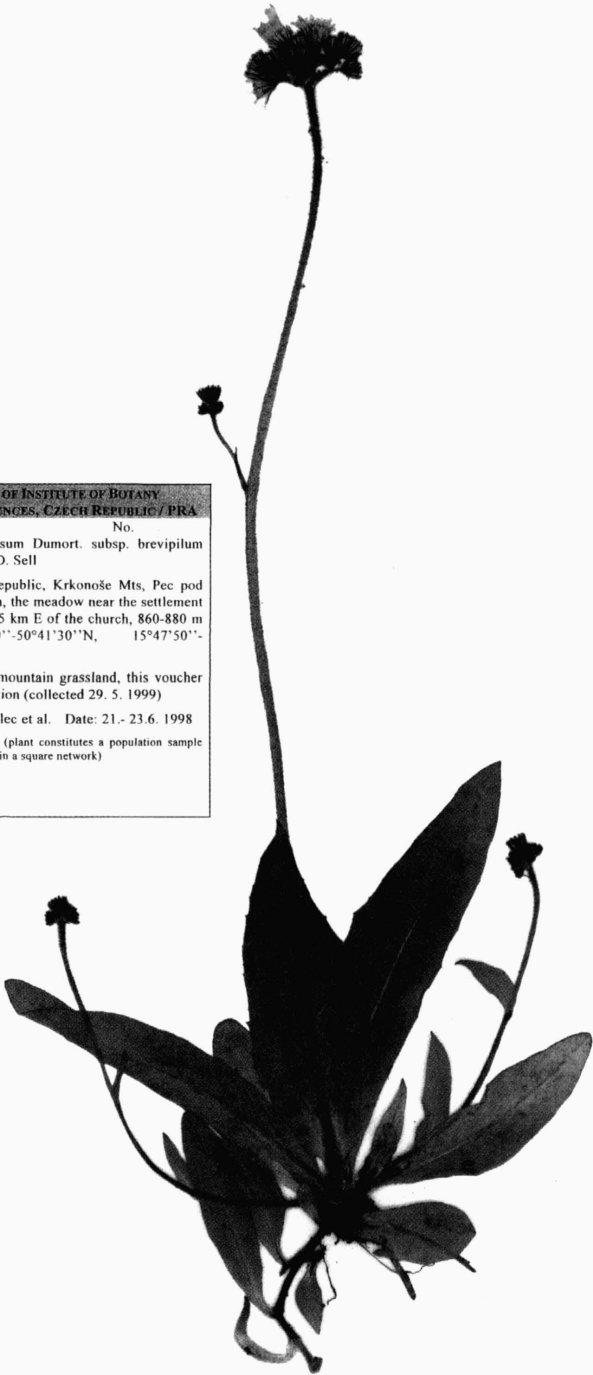 OF INSTITUTE OF BOTANY
NCES, CZECH REPUBLIC / PRA
No.
sum Dumort. subsp. brevipilum
D. Sell
epublic, Krkonoše Mts, Pec pod
, the meadow near the settlement
5 km E of the church, 860-880 m
''-50°41'30''N, 15°47'50''-
mountain grassland, this voucher
ion (collected 29. 5. 1999)
lec et al. Date: 21.- 23.6. 1998
(plant constitutes a population sample
in a square network)